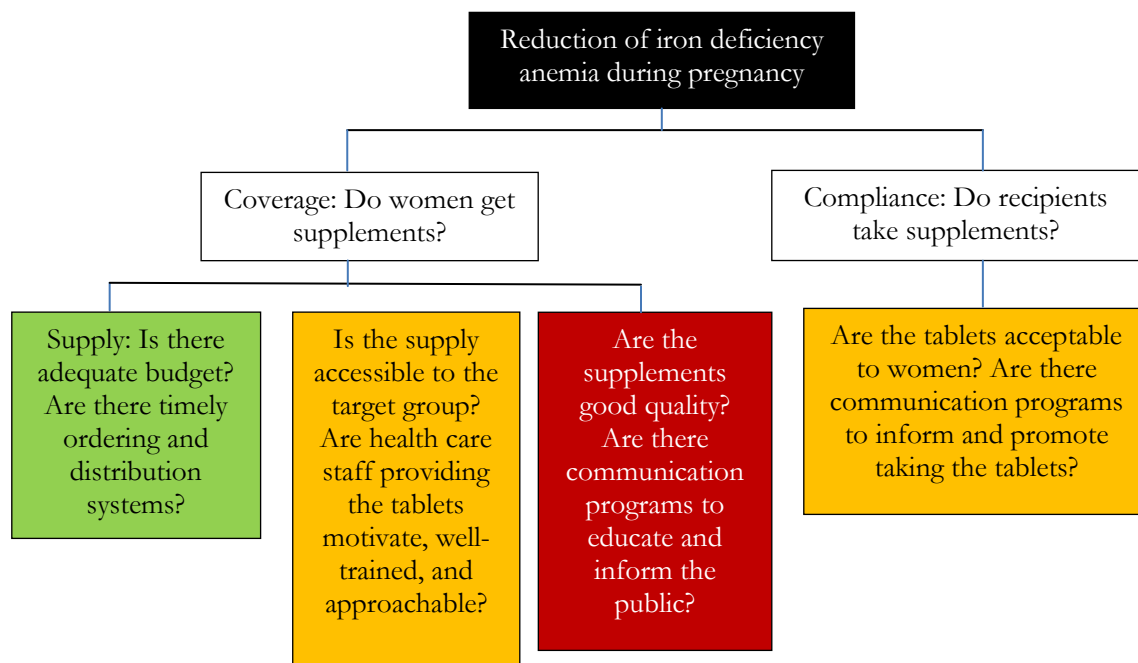 Reduction of iron deficiency
anemia during pregnancy
Coverage: Do women get
supplements?
Compliance: Do recipients
take supplements?
Supply: Is there
adequate budget?
Are there timely
ordering and
distribution
systems?
Is the supply
accessible to the
target group?
Are health care
staff providing
the tablets
motivate, well-
trained, and
approachable?
Are the
supplements
good quality?
Are there
communication
programs to
educate and
inform the
public?
Are the tablets acceptable
to women? Are there
communication programs
to inform and promote
taking the tablets?